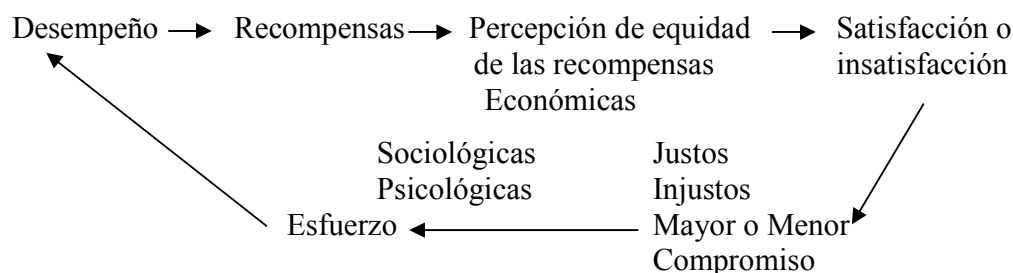 Desempeño Recompensas Percepción de equidad Satisfacción o
de las recompensas insatisfacción
Económicas
Sociológicas Justos
Psicológicas Injustos
Esfuerzo Mayor o Menor
Compromiso